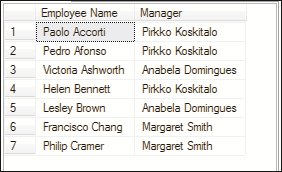 Employee Name Manager
1 Paolo Accorti Pirkko Koskitalo
2 Pedro Afonso Pirkko Koskitalo
3 Victoria Ashworth Anabela Domingues
4 Helen Bennett Pirkko Koskitalo
5 Lesley Brown Anabela Domingues
6 Francisco Chang Margaret Smith
7 Philip Cramer Margaret Smith